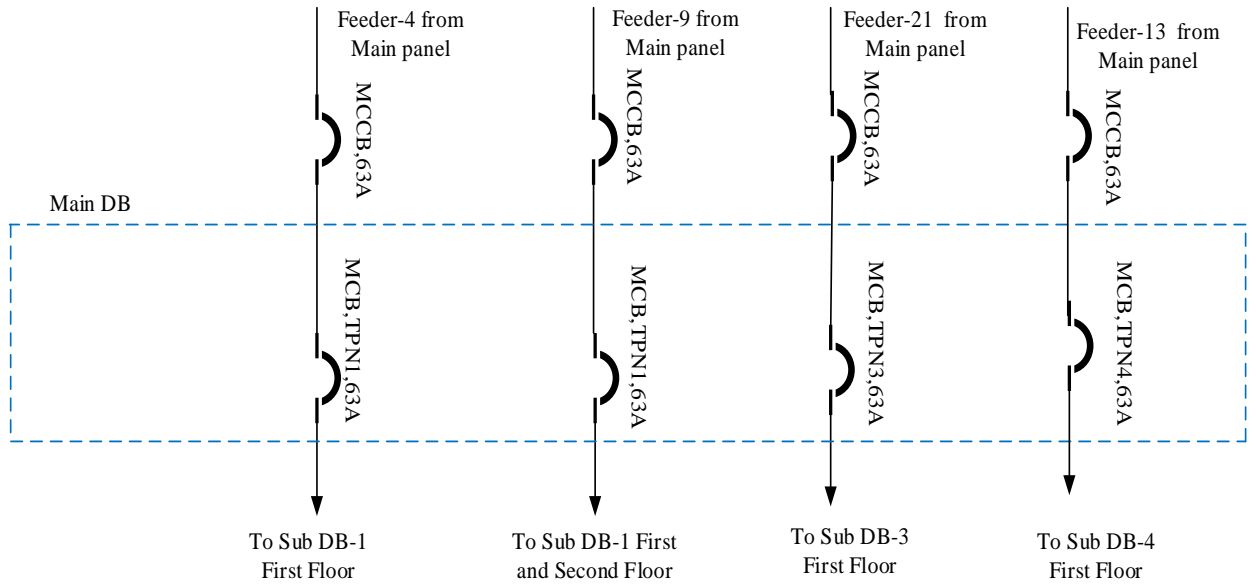 Feeder-4 from
Main panel
Feeder-9 from
Main panel
Feeder-21 from
Main panel
Feeder-13 from
Main panel
MCCB,63A
MCCB,63A
MCCB,63A
MCCB,63A
Main DB
MCB,TPN1,63A
MCB,TPN1,63A
MCB,TPN3,63A
MCB,TPN4,63A
To Sub DB-1
First Floor
To Sub DB-1 First
and Second Floor
To Sub DB-3
First Floor
To Sub DB-4
First Floor